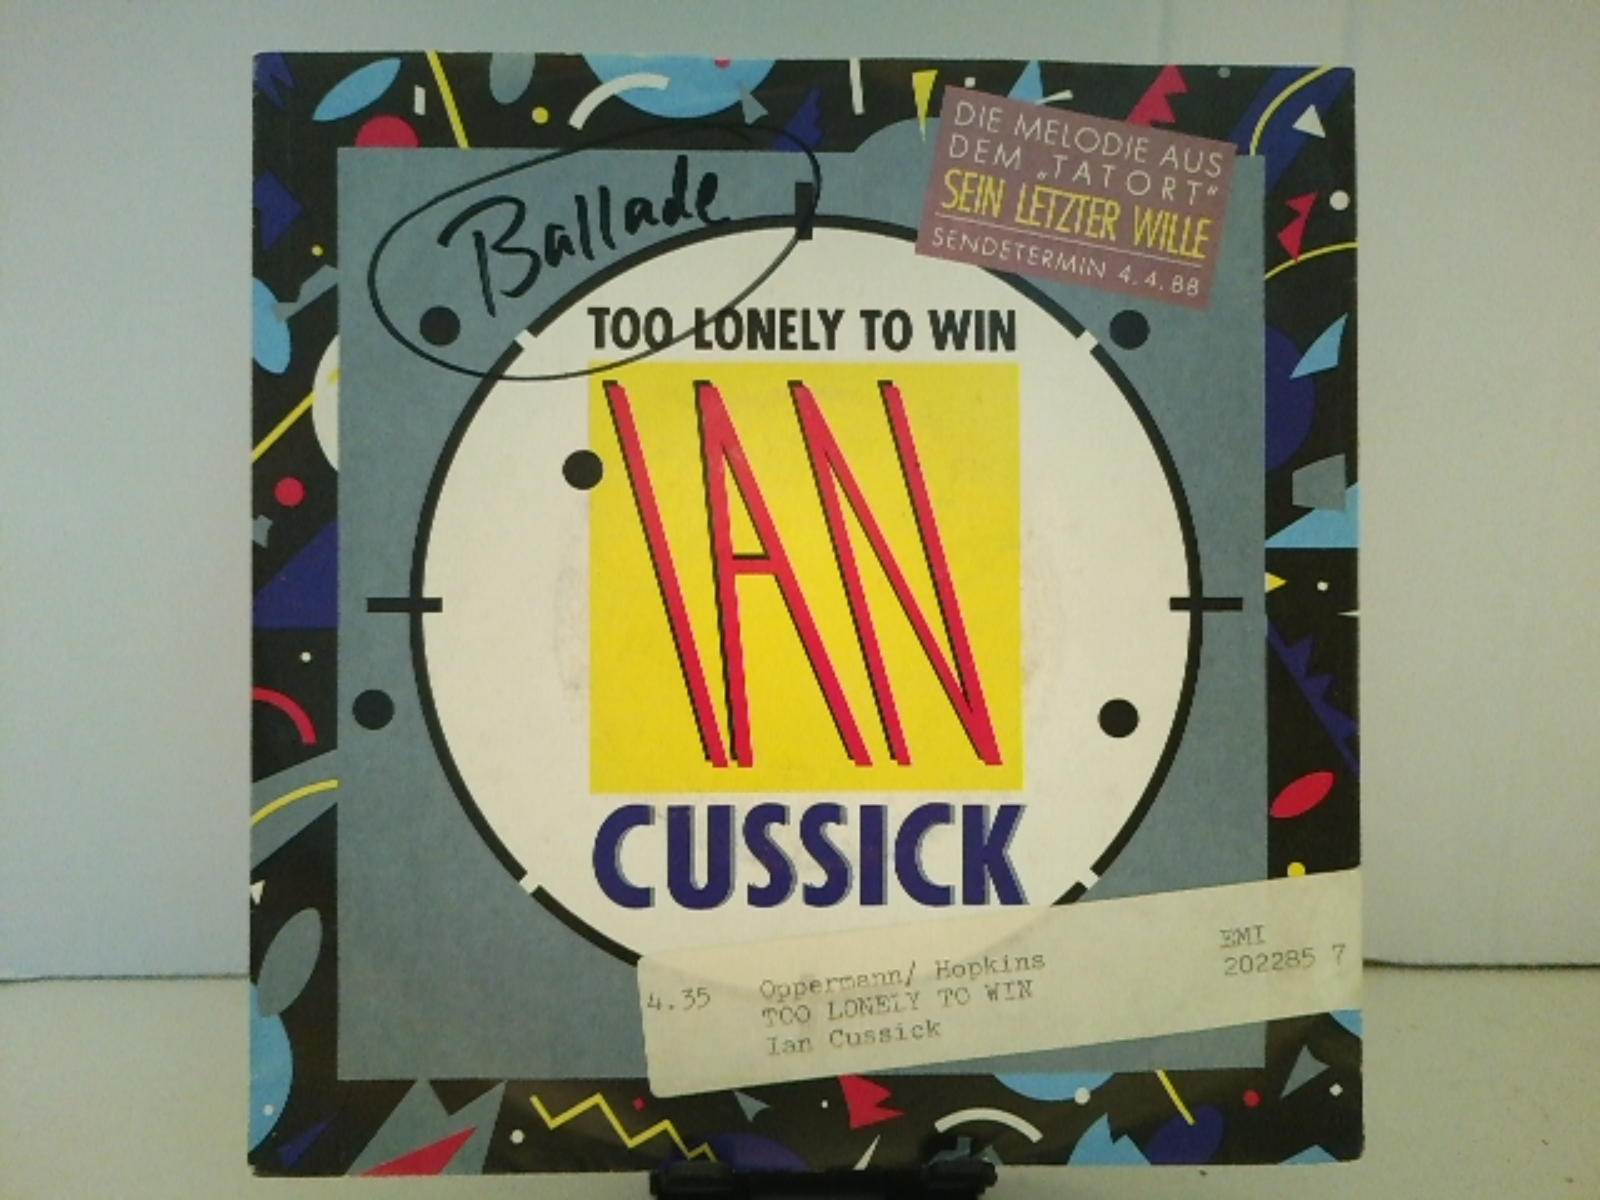 Ballade
DIE MELODIE AUS
DEM „TATORT“
SEIN LETZTER WILLE
SENDETERMIN 4.4.88
TOO LONELY TO WIN
IAN
CUSSICK
4.35 Oppermann/ Hopkins
TOO LONELY TO WIN
Ian Cussick
EMI
202285 7